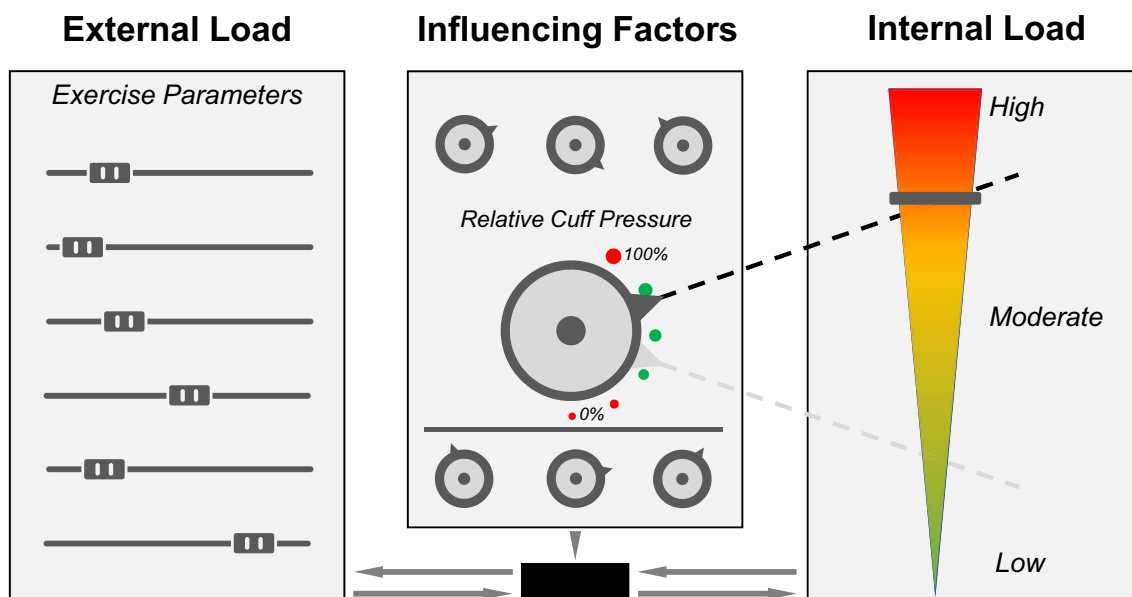 External Load
Influencing Factors
Internal Load
Exercise Parameters
High
Relative Cuff Pressure
100%
Moderate
0%
Low